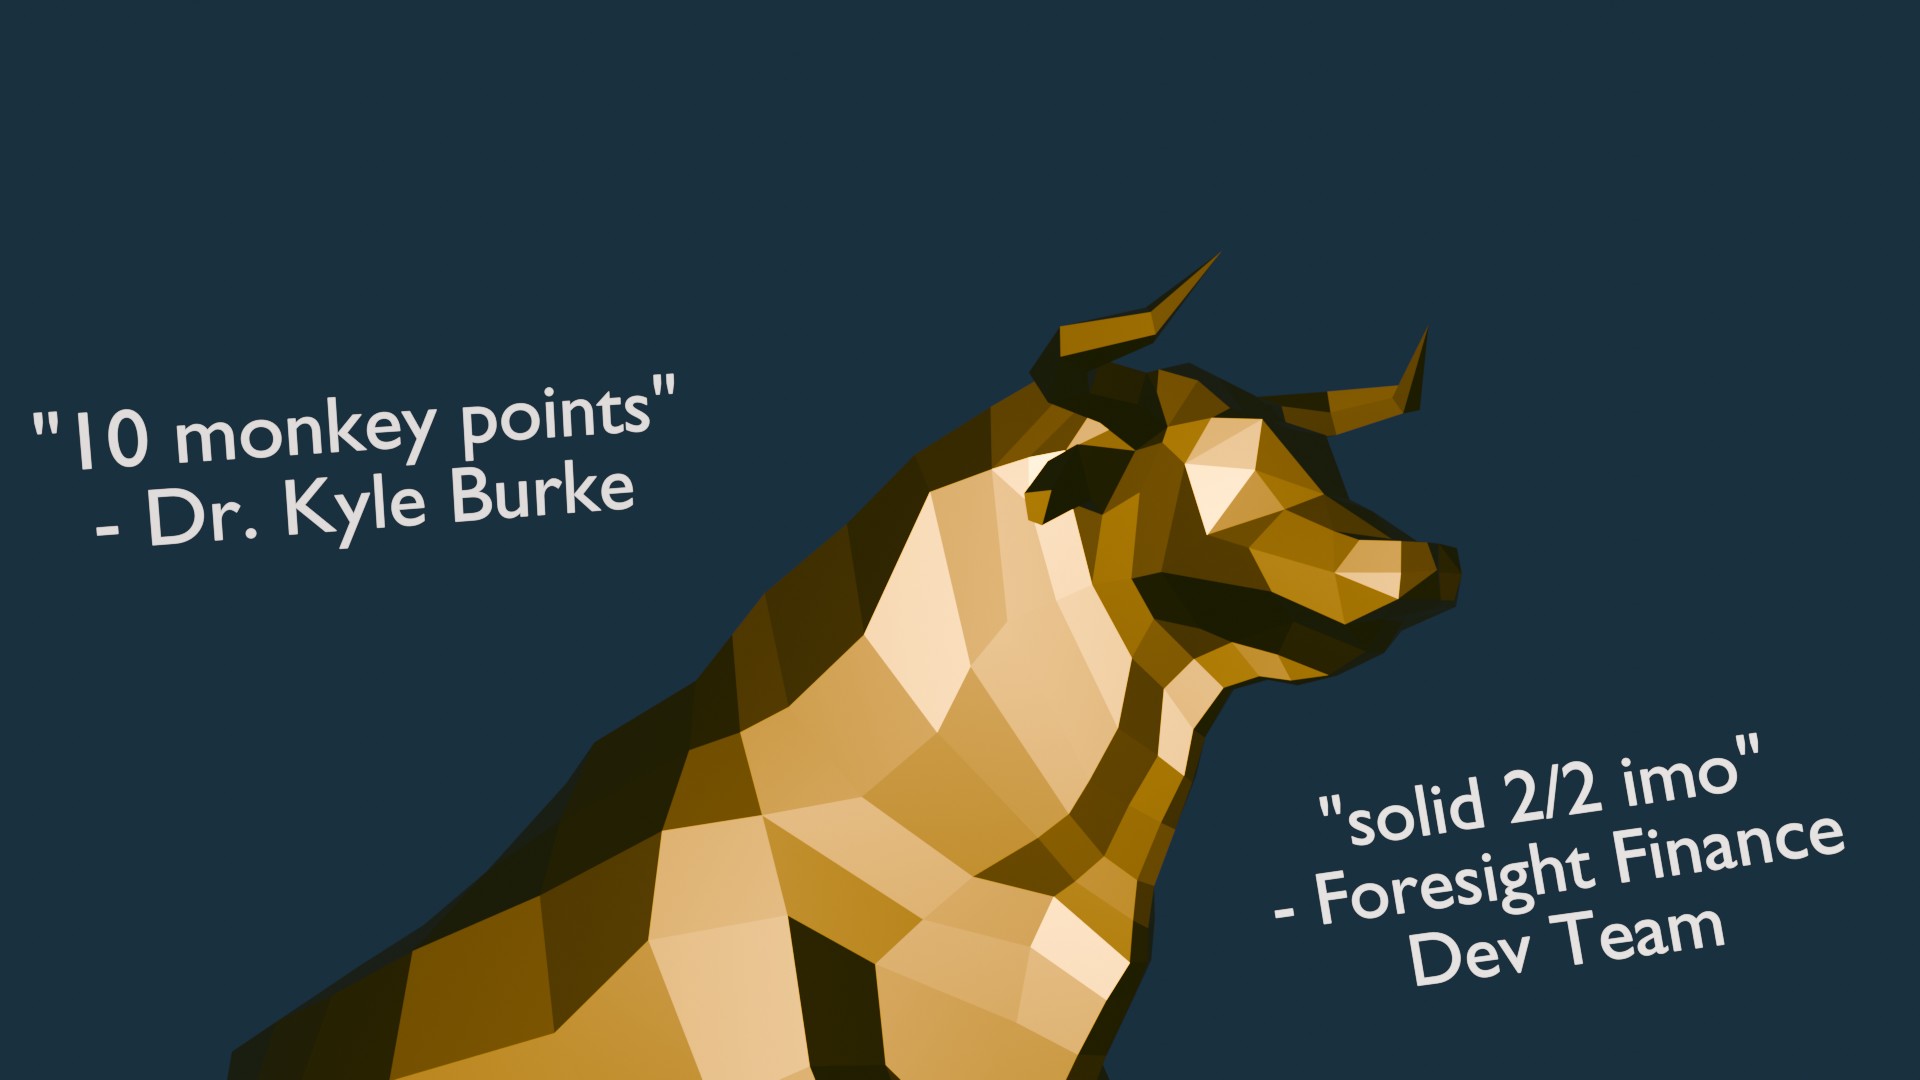 "10 monkey points"
- Dr. Kyle Burke
"solid 2/2 imo"
- Foresight Finance
Dev Team